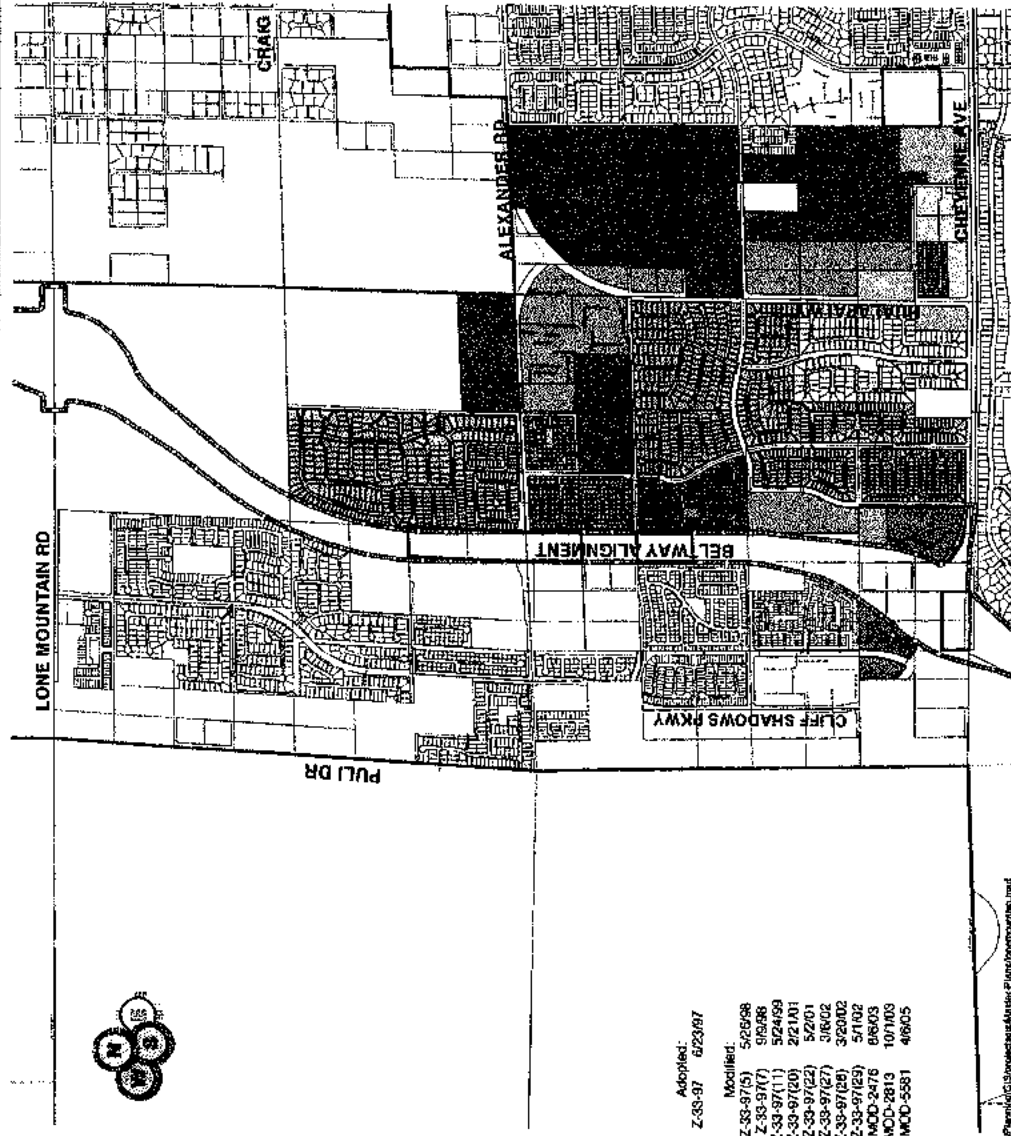 CRAIG
ALEXANDER RD
CHEYENNE AVE
HUALAPAI WY
LONE MOUNTAIN RD
BELTWAY ALIGNMENT
CLIFF SHADOWS PKWY
PULI DR
N
W
S
Adopted:
Z-33-97 6/23/97
Modified:
Z-33-97(5) 5/26/98
Z-33-97(7) 9/9/98
Z-33-97(11) 5/24/99
Z-33-97(20) 2/21/01
Z-33-97(22) 5/2/01
Z-33-97(27) 3/6/02
Z-33-97(28) 3/20/02
Z-33-97(29) 5/1/02
MOD-2476 8/6/03
MOD-2813 10/1/03
MOD-5581 4/6/05